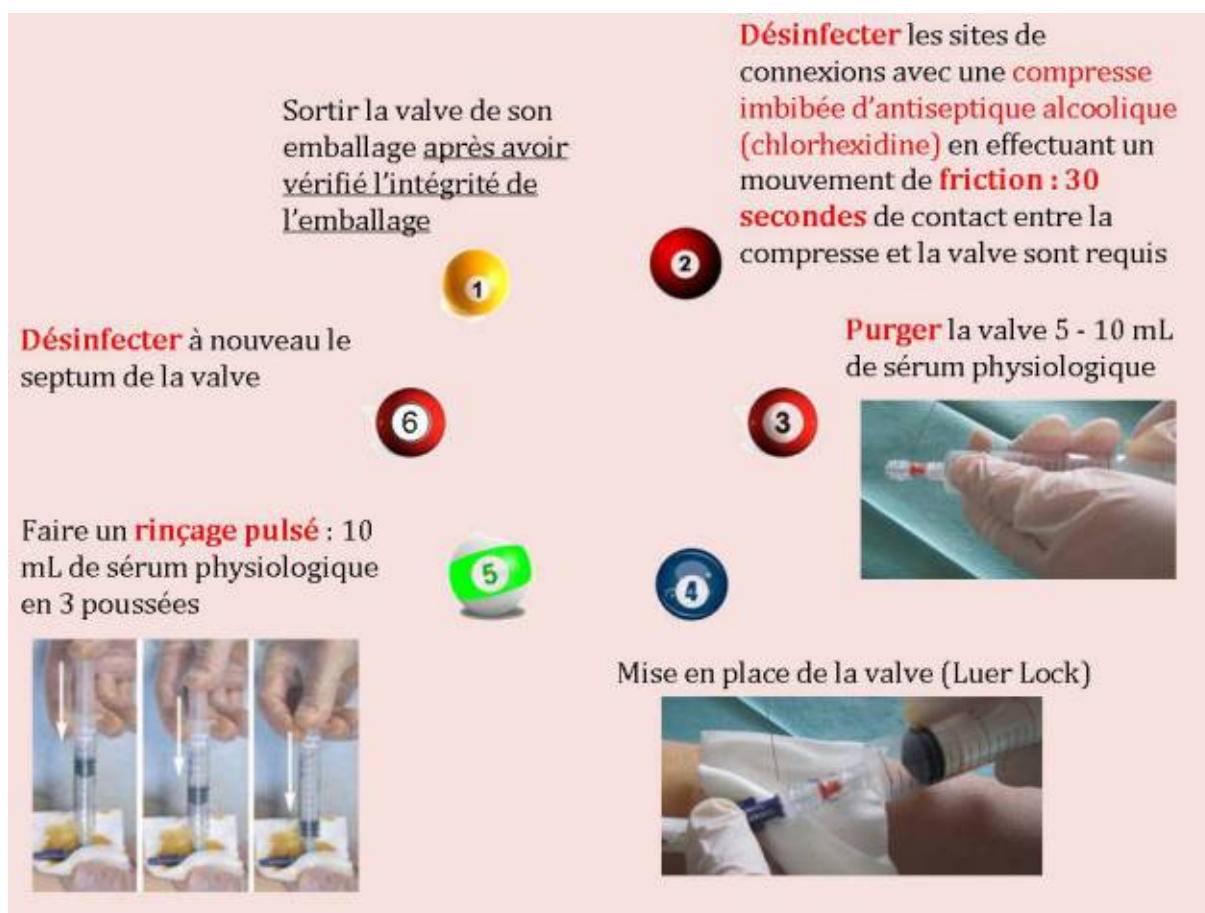 Sortir la valve de son
emballage après avoir
vérifié l'intégrité de
l'emballage
1
Désinfecter les sites de
connexions avec une compresse
imbibée d'antiseptique alcoolique
(chlorhexidine) en effectuant un
mouvement de friction : 30
secondes de contact entre la
compresse et la valve sont requis
2
Purger la valve 5 - 10 mL
de sérum physiologique
3
Mise en place de la valve (Luer Lock)
4
Faire un rinçage pulsé : 10
mL de sérum physiologique
en 3 poussées
5
Désinfecter à nouveau le
septum de la valve
6